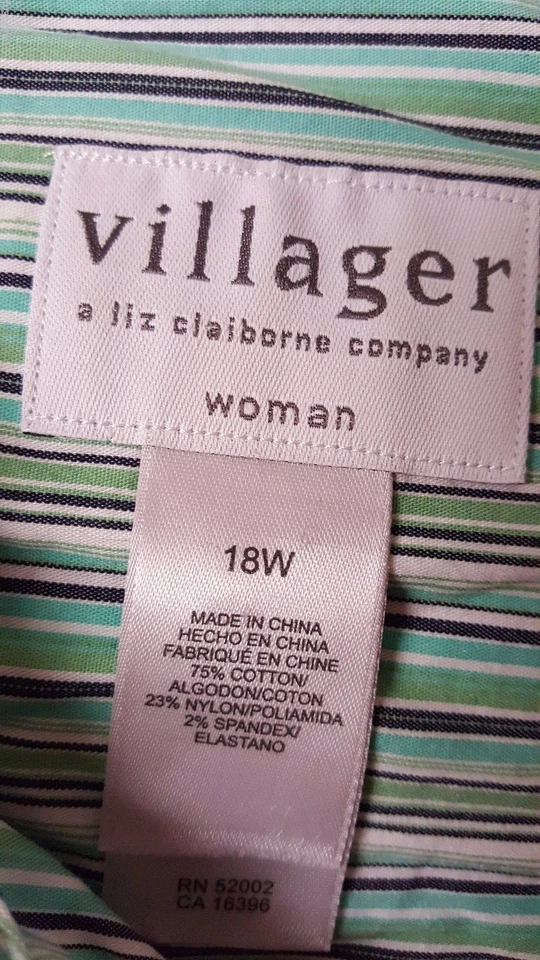 villager
a liz claiborne company
woman
18W
MADE IN CHINA
HECHO EN CHINA
FABRIQUÉ EN CHINE
75% COTTON/
ALGODON/COTON
23% NYLON/POLIAMIDA
2% SPANDEX/
ELASTANO
RN 52002
CA 16396